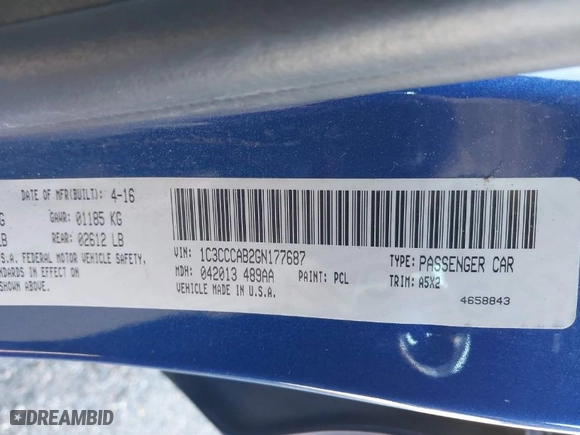 DATE OF MFR(BUILT): 4-16
G GAWR: 01185 KG
LB REAR: 02612 LB
S.A. FEDERAL MOTOR VEHICLE SAFETY,
ANDARDS IN EFFECT ON
SHOWN ABOVE.
VIN: 1C3CCCAB2GN177687
MDH: 042013 489AA PAINT: PCL
VEHICLE MADE IN U.S.A.
TYPE: PASSENGER CAR
TRIM: A5X2
4658843
DREAMBID